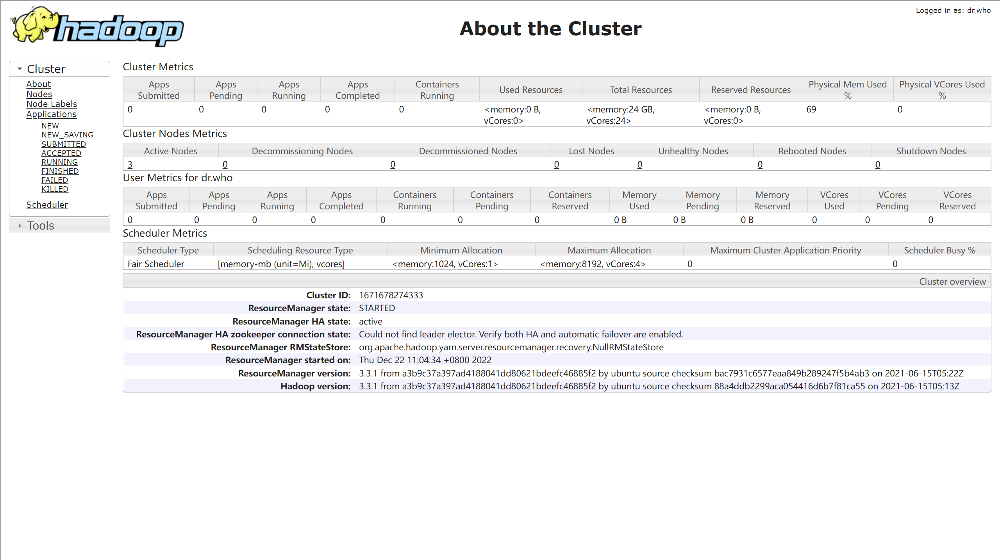 hadoop
Logged in as: dr.who
About the Cluster
Cluster
About
Nodes
Node Labels
Applications
NEW
NEW_SAVING
SUBMITTED
ACCEPTED
RUNNING
FINISHED
FAILED
KILLED
Scheduler
Tools
Cluster Metrics
Apps Submitted Apps Pending Apps Running Apps Completed Containers Running Used Resources Total Resources Reserved Resources Physical Mem Used % Physical VCores Used %
0 0 0 0 0 <memory:0 B, vCores:0> <memory:24 GB, vCores:24> <memory:0 B, vCores:0> 69 0
Cluster Nodes Metrics
Active Nodes Decommissioning Nodes Decommissioned Nodes Lost Nodes Unhealthy Nodes Rebooted Nodes Shutdown Nodes
3 0 0 0 0 0 0
User Metrics for dr.who
Apps Submitted Apps Pending Apps Running Apps Completed Containers Running Containers Pending Containers Reserved Memory Used Memory Pending Memory Reserved VCores Used VCores Pending VCores Reserved
0 0 0 0 0 0 0 0 B 0 B 0 B 0 0 0
Scheduler Metrics
Scheduler Type Scheduling Resource Type Minimum Allocation Maximum Allocation Maximum Cluster Application Priority Scheduler Busy %
Fair Scheduler [memory-mb (unit=Mi), vcores] <memory:1024, vCores:1> <memory:8192, vCores:4> 0 0
Cluster overview
Cluster ID: 1671678274333
ResourceManager state: STARTED
ResourceManager HA state: active
ResourceManager HA zookeeper connection state: Could not find leader elector. Verify both HA and automatic failover are enabled.
ResourceManager RMStateStore: org.apache.hadoop.yarn.server.resourcemanager.recovery.NullRMStateStore
ResourceManager started on: Thu Dec 22 11:04:34 +0800 2022
ResourceManager version: 3.3.1 from a3b9c37a397ad4188041dd80621bdeefc46885f2 by ubuntu source checksum bac7931c6577eaa849b289247f5b4ab3 on 2021-06-15T05:22Z
Hadoop version: 3.3.1 from a3b9c37a397ad4188041dd80621bdeefc46885f2 by ubuntu source checksum 88a4ddb2299aca054416d6b7f81ca55 on 2021-06-15T05:13Z